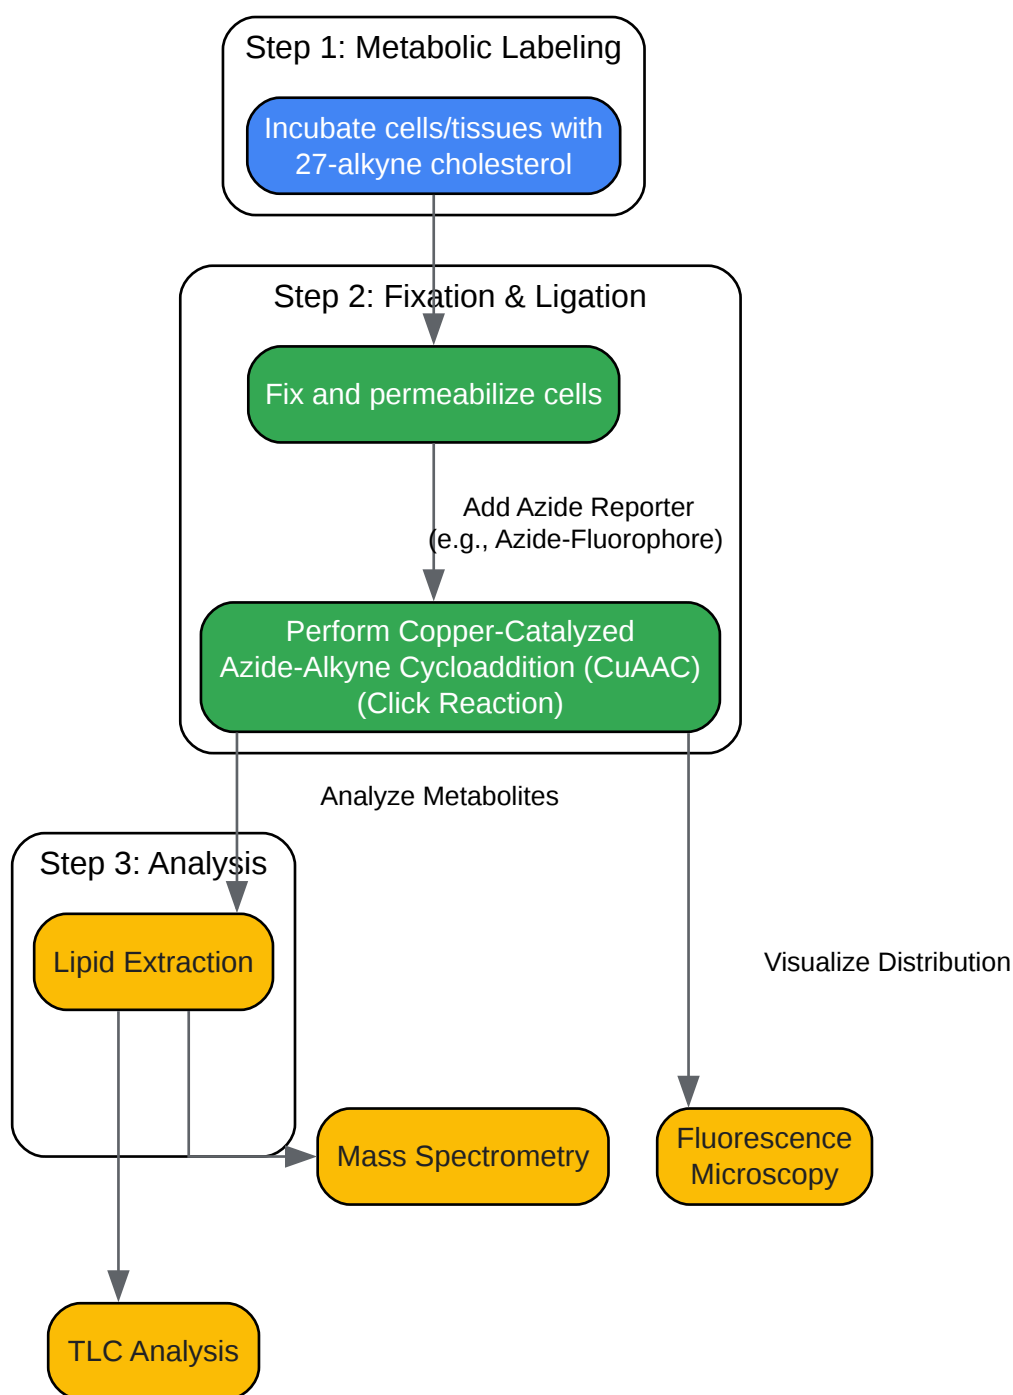 Step 1: Metabolic Labeling
Incubate cells/tissues with
27-alkyne cholesterol
Step 2: Fixation & Ligation
Fix and permeabilize cells
Add Azide Reporter
(e.g., Azide-Fluorophore)
Perform Copper-Catalyzed
Azide-Alkyne Cycloaddition (CuAAC)
(Click Reaction)
Analyze Metabolites
Step 3: Analysis
Lipid Extraction
Visualize Distribution
Mass Spectrometry
Fluorescence
Microscopy
TLC Analysis